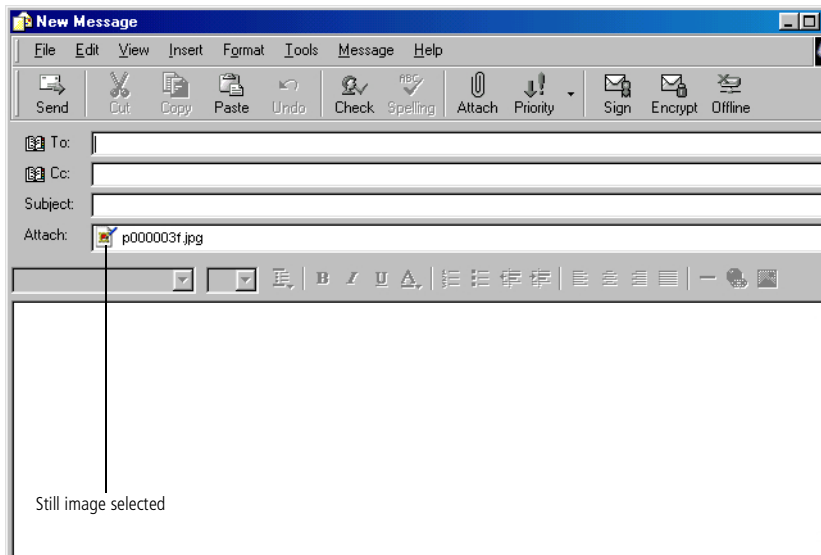 New Message
File Edit View Insert Format Tools Message Help
Send Cut Copy Paste Undo Check Spelling Attach Priority Sign Encrypt Offline
To:
Cc:
Subject:
Attach: p000003f.jpg
B I U A
Still image selected